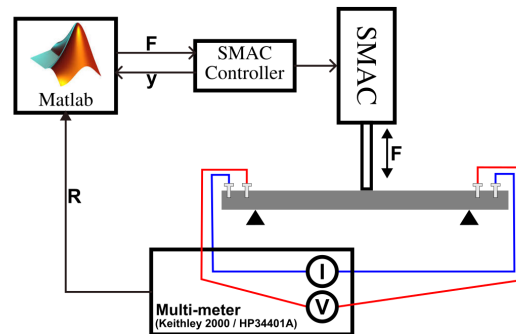 F
y
Matlab
SMAC
Controller
SMAC
F
R
I
V
Multi-meter
(Keithley 2000 / HP34401A)